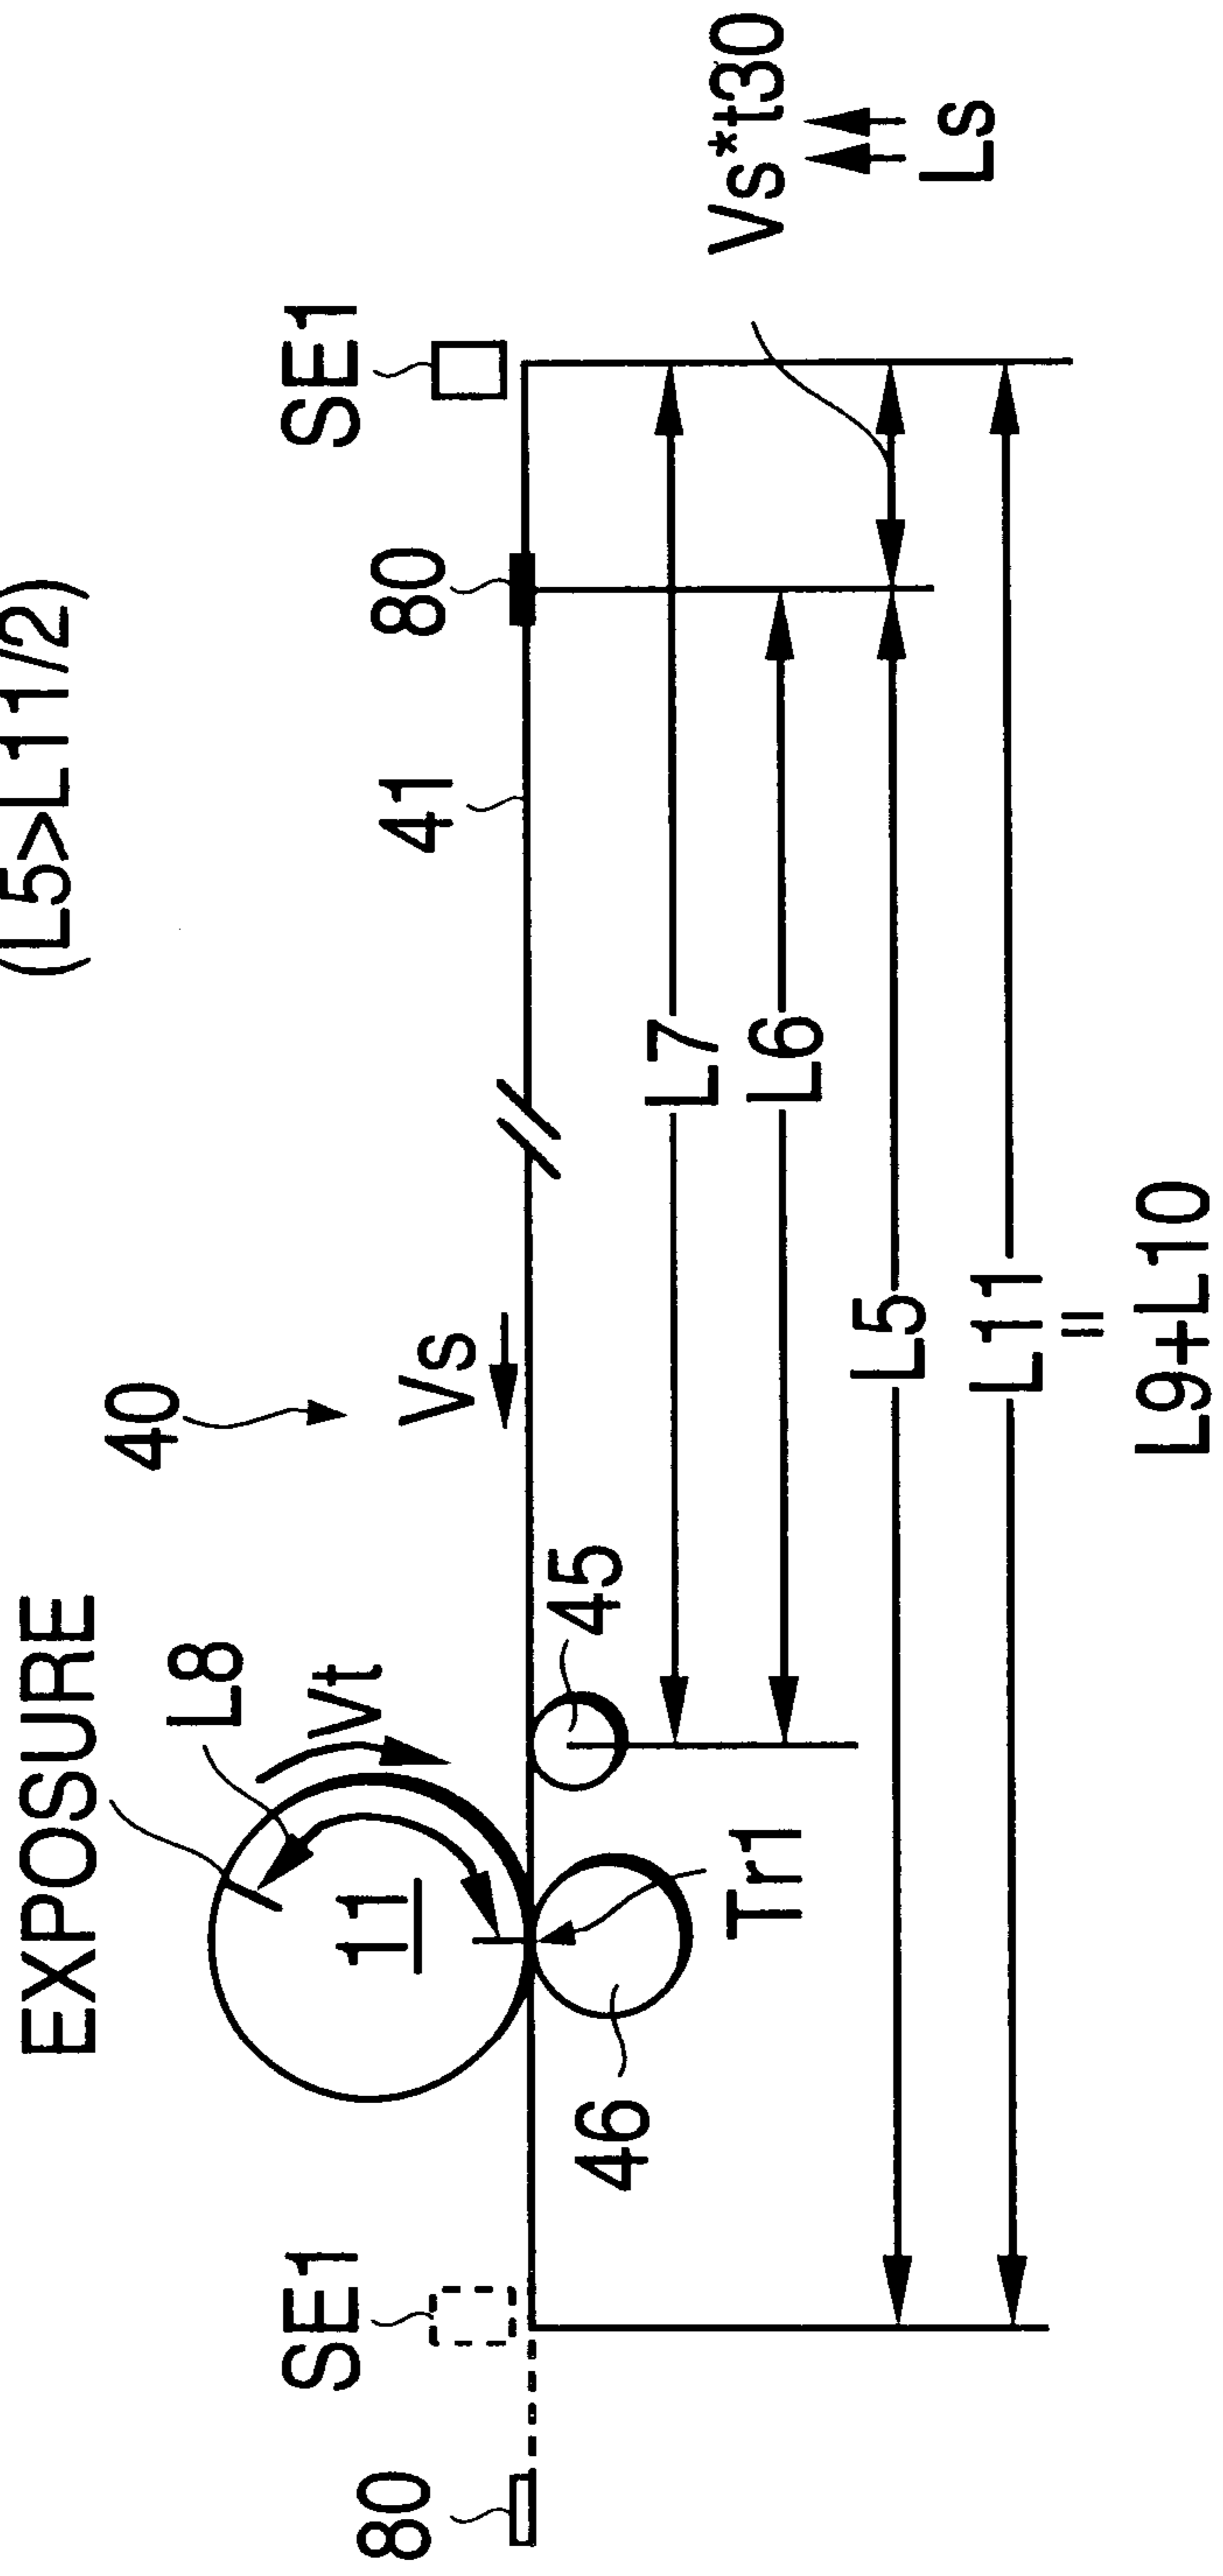 (L5>L11/2)
EXPOSURE
L8
Vt
40
Vs
41
80
SE1
SE1
80
11
45
46
Tr1
L7
L6
L5
L11
=
L9+L10
Vs*t30
Ls